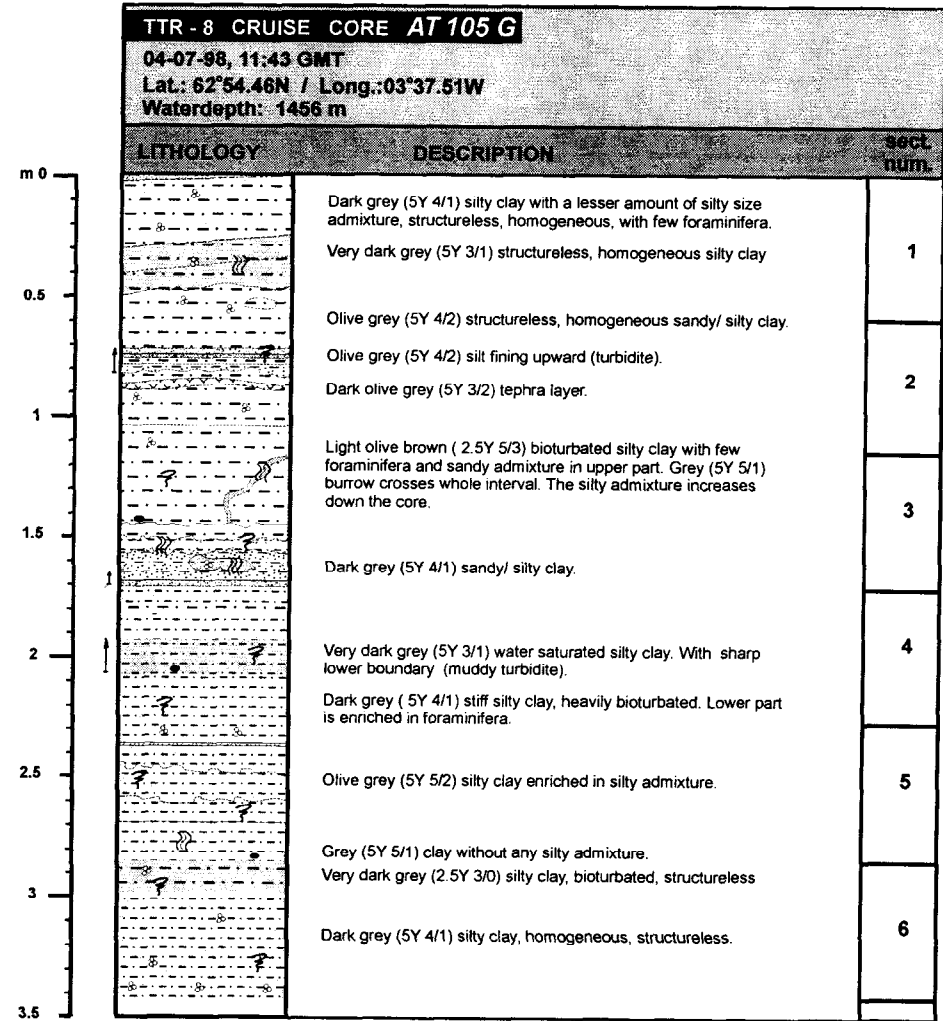 TTR - 8 CRUISE CORE AT 105 G
04-07-98, 11:43 GMT
Lat.: 62°54.46N / Long.:03°37.51W
Waterdepth: 1456 m
LITHOLOGY DESCRIPTION sect. num.
m 0
Dark grey (5Y 4/1) silty clay with a lesser amount of silty size
admixture, structureless, homogeneous, with few foraminifera.
Very dark grey (5Y 3/1) structureless, homogeneous silty clay
1
0.5
Olive grey (5Y 4/2) structureless, homogeneous sandy/ silty clay.
Olive grey (5Y 4/2) silt fining upward (turbidite).
2
Dark olive grey (5Y 3/2) tephra layer.
1
Light olive brown ( 2.5Y 5/3) bioturbated silty clay with few
foraminifera and sandy admixture in upper part. Grey (5Y 5/1)
burrow crosses whole interval. The silty admixture increases
down the core.
3
1.5
Dark grey (5Y 4/1) sandy/ silty clay.
4
2
Very dark grey (5Y 3/1) water saturated silty clay. With sharp
lower boundary (muddy turbidite).
Dark grey ( 5Y 4/1) stiff silty clay, heavily bioturbated. Lower part
is enriched in foraminifera.
2.5
Olive grey (5Y 5/2) silty clay enriched in silty admixture.
5
Grey (5Y 5/1) clay without any silty admixture.
Very dark grey (2.5Y 3/0) silty clay, bioturbated, structureless
3
Dark grey (5Y 4/1) silty clay, homogeneous, structureless.
6
3.5